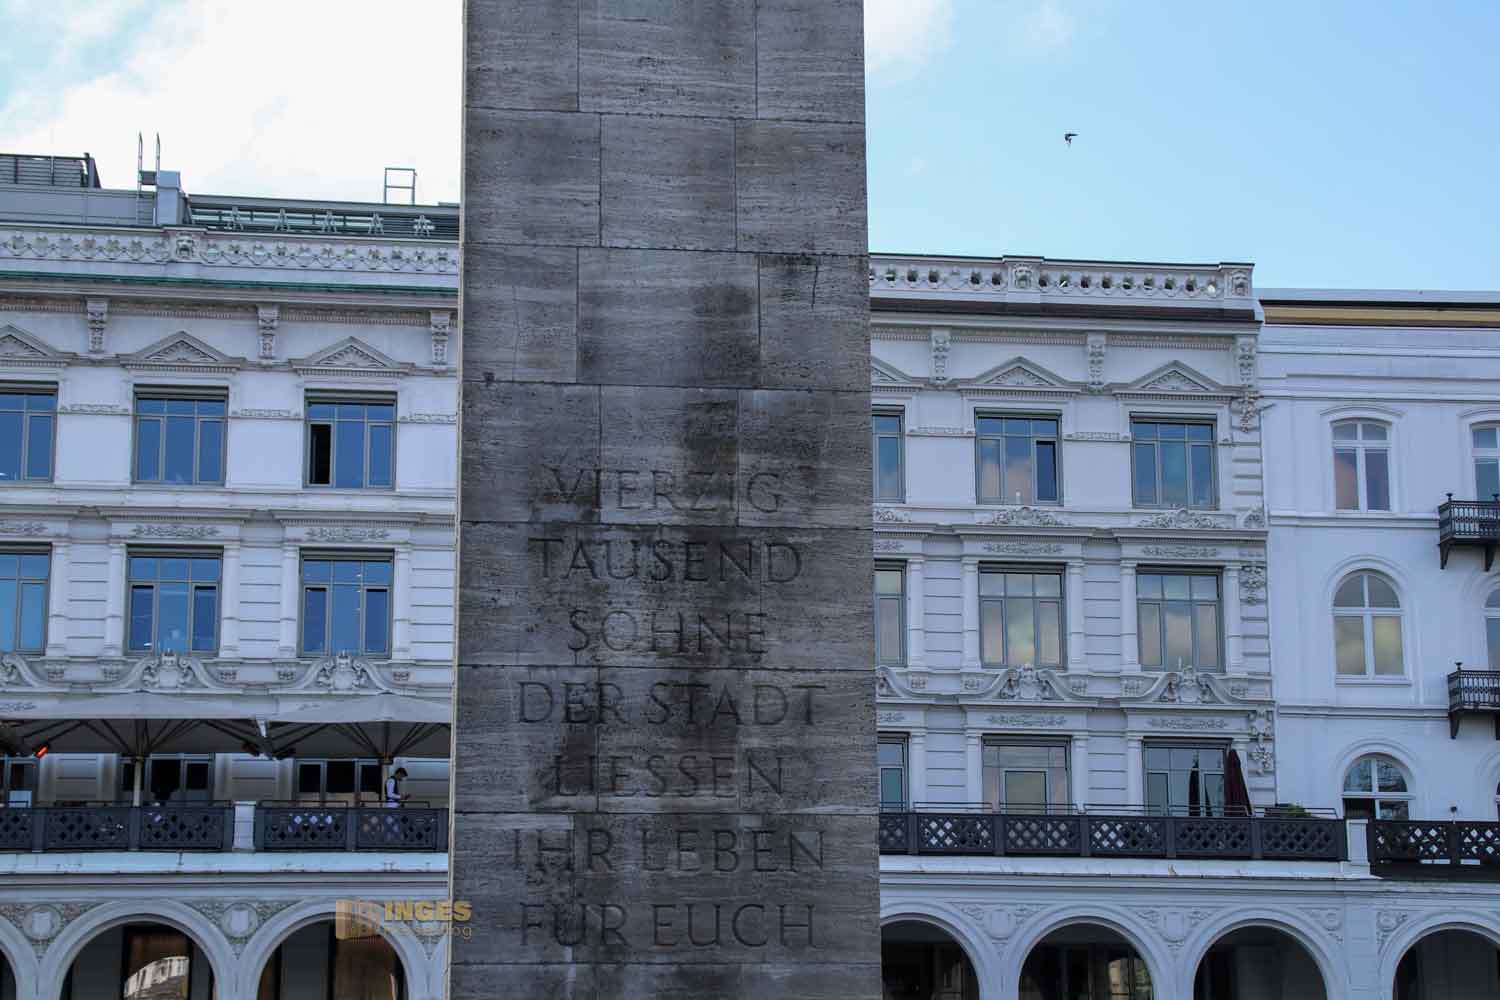 VIERZIG
TAUSEND
SÖHNE
DER STADT
LIESSEN
IHR LEBEN
FÜR EUCH
INGES